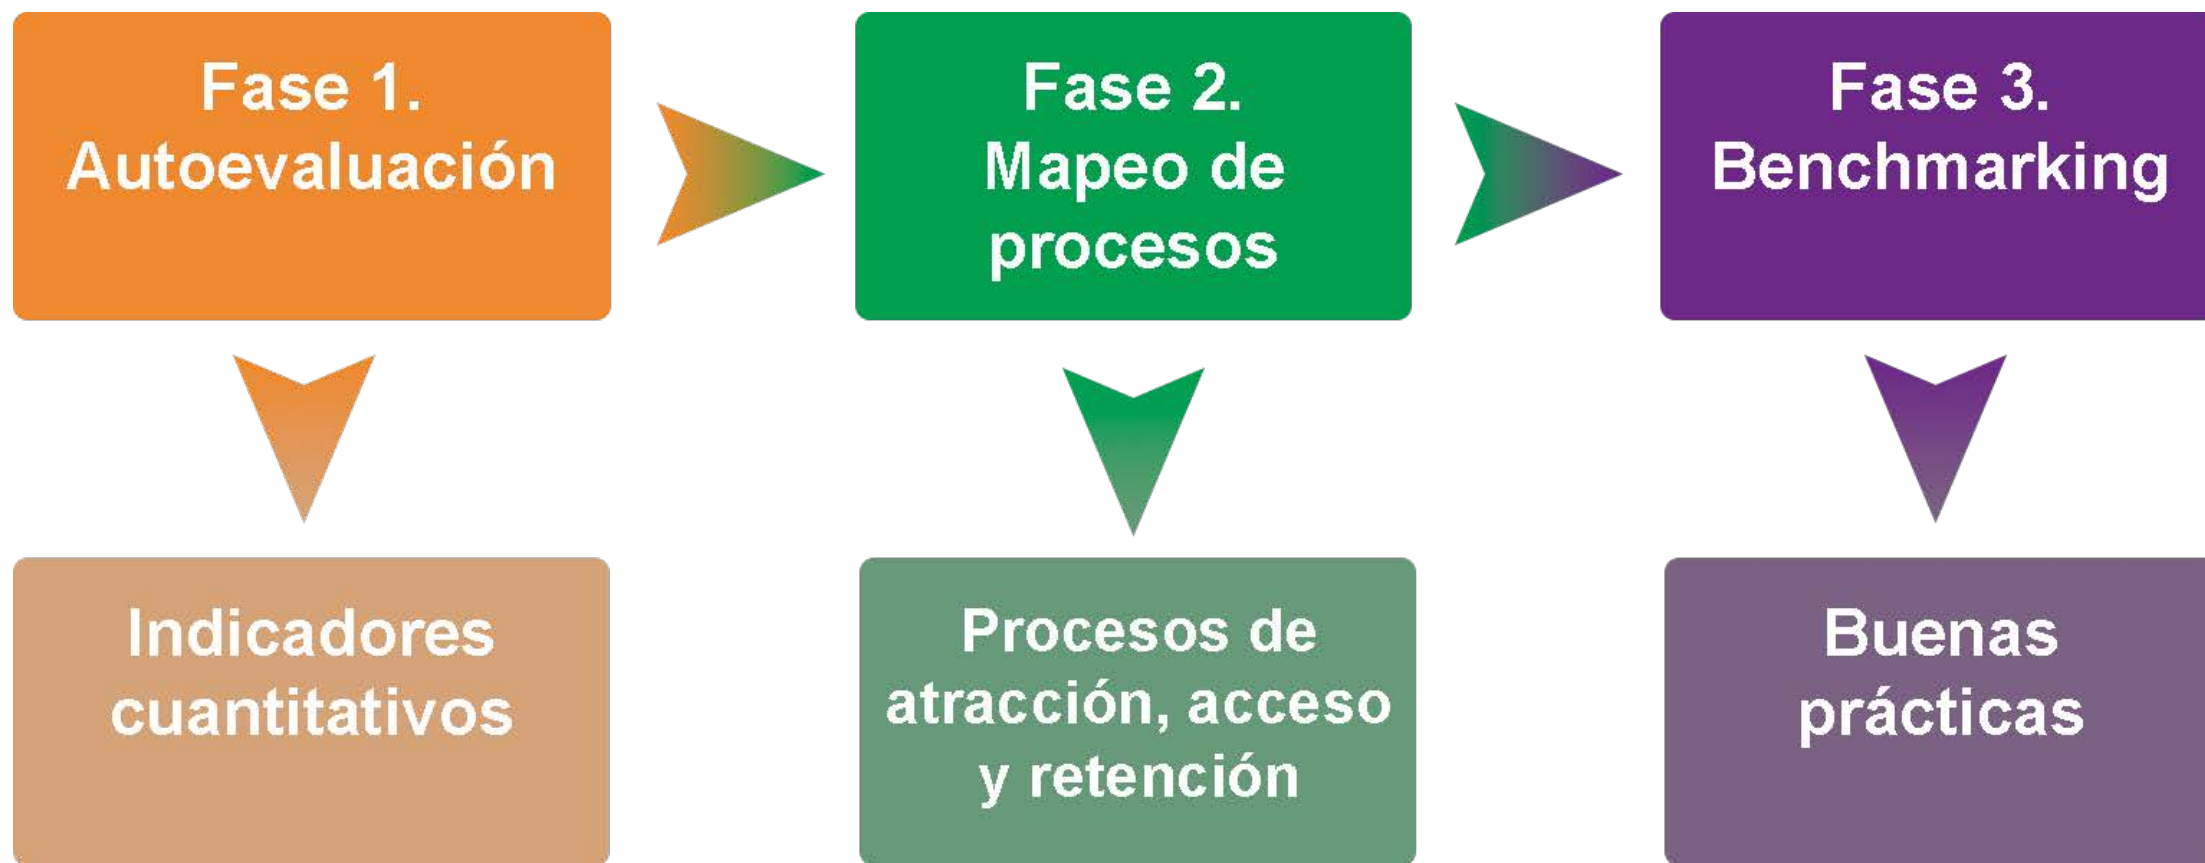 Fase 1.
Autoevaluación
Fase 2.
Mapeo de
procesos
Fase 3.
Benchmarking
Indicadores
cuantitativos
Procesos de
atracción, acceso
y retención
Buenas
prácticas